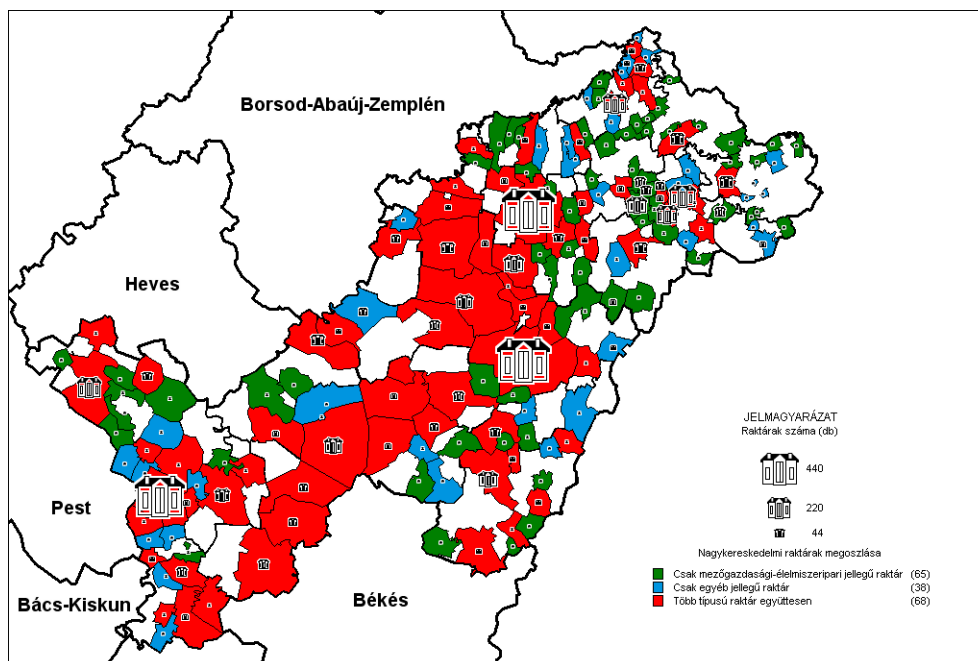 Borsod-Abaúj-Zemplén
Heves
Pest
Bács-Kiskun
Békés
JELMAGYARÁZAT
Raktárak száma (db)
440
220
44
Nagykereskedelmi raktárak megoszlása
Csak mezőgazdasági-élelmiszeripari jellegű raktár (65)
Csak egyéb jellegű raktár (38)
Több típusú raktár együttesen (68)